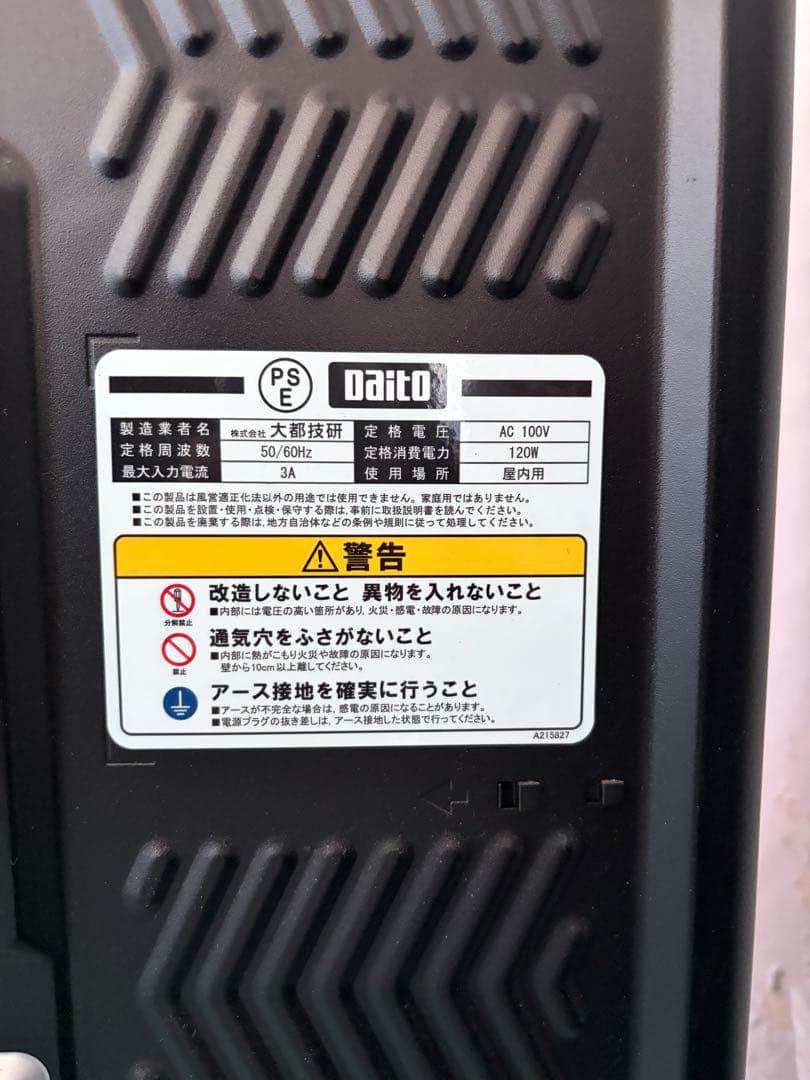 PS
E
Daito
製造業者名 株式会社 大都技研 定格電圧 AC 100V
定格周波数 50/60Hz 定格消費電力 120W
最大入力電流 3A 使用場所 屋内用
■この製品は風営適正化法以外の用途では使用できません。家庭用ではありません。
■この製品を設置・使用・点検・保守する際は、事前に取扱説明書を読んでください。
■この製品を廃棄する際は、地方自治体などの条例や規則に従って処理してください。
警告
改造しないこと 異物を入れないこと
■内部には電圧の高い箇所があり、火災・感電・故障の原因になります。
分解禁止
通気穴をふさがないこと
■内部に熱がこもり火災や故障の原因になります。
壁から10cm以上離してください。
禁止
アース接地を確実に行うこと
■アースが不完全な場合は、感電の原因になることがあります。
■電源プラグの抜き差しは、アース接地した状態で行ってください。
A215827